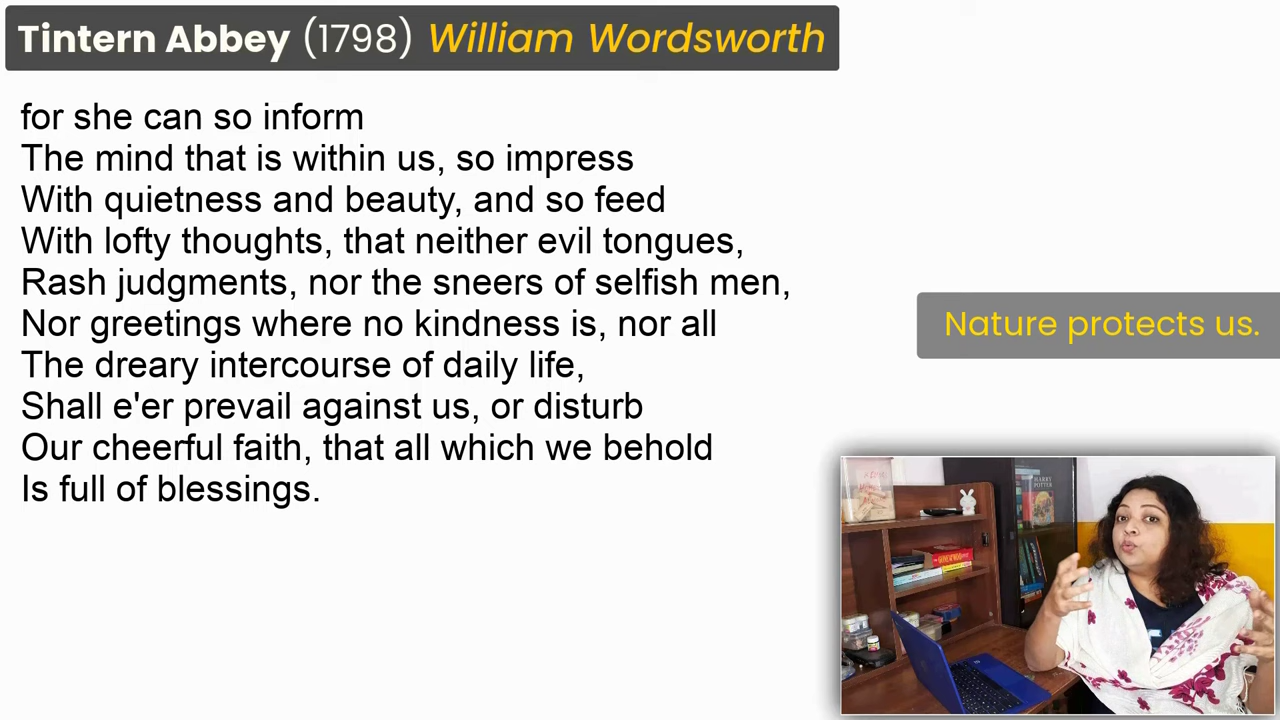 Tintern Abbey (1798) William Wordsworth
for she can so inform
The mind that is within us, so impress
With quietness and beauty, and so feed
With lofty thoughts, that neither evil tongues,
Rash judgments, nor the sneers of selfish men,
Nor greetings where no kindness is, nor all
The dreary intercourse of daily life,
Shall e'er prevail against us, or disturb
Our cheerful faith, that all which we behold
Is full of blessings.
Nature protects us.
HARRY
POTTER